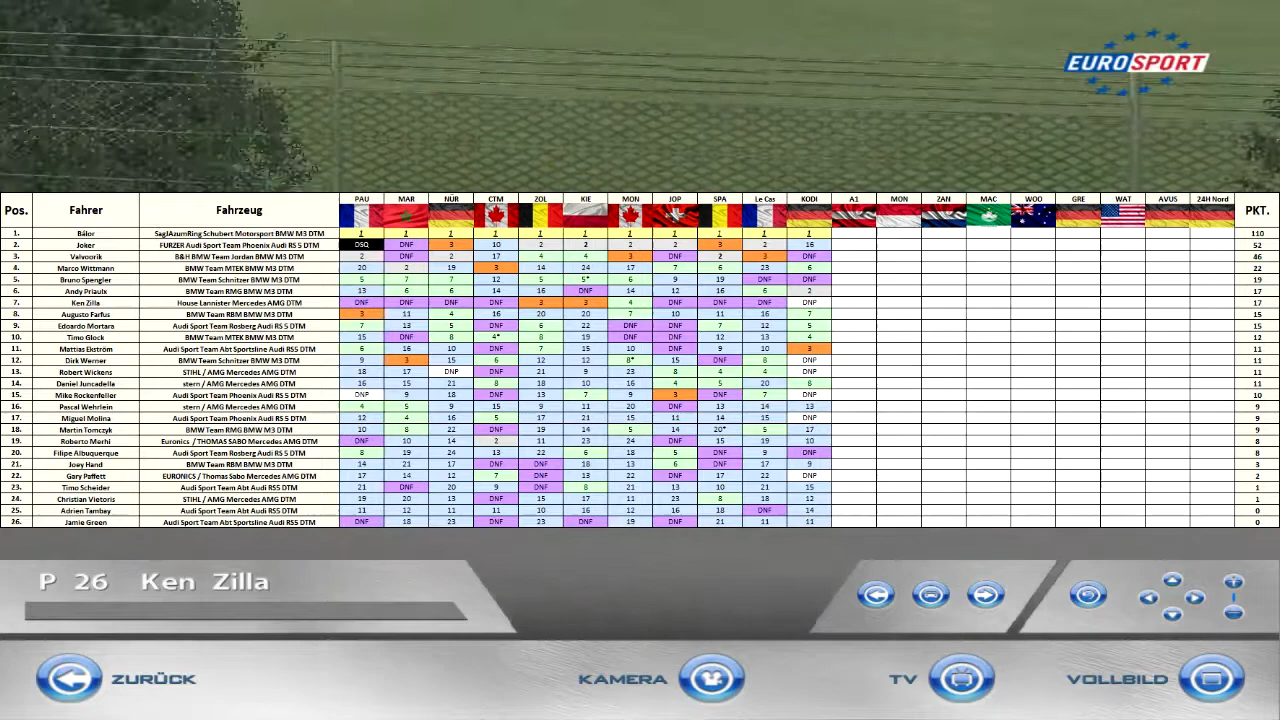 EUROSPORT
Pos. Fahrer Fahrzeug PAU MAR NÜR CTM ZOL KIE MON JOP SPA Le Cas KODI A1 MON ZAN MAC WOO GRE WAT AVUS 24H Nord PKT.
1. Bálor SaglAzumRing Schubert Motorsport BMW M3 DTM 1 1 1 1 1 1 1 1 1 1 1 110
2. Joker FURZER Audi Sport Team Phoenix Audi RS 5 DTM DSQ DNF 3 10 2 2 2 2 3 2 16 52
3. Valvoorik B&H BMW Team Jordan BMW M3 DTM 2 DNF 2 17 4 4 3 DNF 2 3 DNF 46
4. Marco Wittmann BMW Team MTEK BMW M3 DTM 20 2 19 3 14 24 17 7 6 23 6 22
5. Bruno Spengler BMW Team Schnitzer BMW M3 DTM 5 7 7 12 5 5* 6 9 19 DNF DNF 19
6. Andy Priaulx BMW Team RMG BMW M3 DTM 13 6 6 14 16 DNF 14 12 16 6 2 17
7. Ken Zilla House Lannister Mercedes AMG DTM DNF DNF DNF DNF 3 3 4 DNF DNF DNF DNP 17
8. Augusto Farfus BMW Team RBM BMW M3 DTM 3 11 4 16 20 20 7 10 11 16 7 15
9. Edoardo Mortara Audi Sport Team Rosberg Audi RS 5 DTM 7 13 5 DNF 6 22 DNF DNF 7 12 5 15
10. Timo Glock BMW Team MTEK BMW M3 DTM 15 DNF 8 4* 8 19 DNF DNF 12 13 4 12
11. Mattias Ekström Audi Sport Team Abt Sportsline Audi RS5 DTM 6 16 10 DNF 7 15 10 DNF 9 10 3 11
12. Dirk Werner BMW Team Schnitzer BMW M3 DTM 9 3 15 6 12 12 8* 15 DNF 8 DNP 11
13. Robert Wickens STIHL / AMG Mercedes AMG DTM 18 17 DNP DNF 21 9 23 8 4 4 DNP 11
14. Daniel Juncadella stern / AMG Mercedes AMG DTM 16 15 21 8 18 10 16 4 5 20 8 11
15. Mike Rockenfeller Audi Sport Team Phoenix Audi RS 5 DTM DNP 9 18 DNF 13 7 9 3 DNF 7 DNP 10
16. Pascal Wehrlein stern / AMG Mercedes AMG DTM 4 5 9 15 9 11 20 DNF 13 14 13 9
17. Miguel Molina Audi Sport Team Phoenix Audi RS 5 DTM 12 4 16 5 17 21 15 11 14 15 DNP 9
18. Martin Tomczyk BMW Team RMG BMW M3 DTM 10 8 22 DNF 19 14 5 14 20* 5 17 9
19. Roberto Merhi Euronics / THOMAS SABO Mercedes AMG DTM DNF 10 14 2 11 23 24 DNF 15 19 10 8
20. Filipe Albuquerque Audi Sport Team Rosberg Audi RS 5 DTM 8 19 24 13 22 6 18 5 DNF 9 DNF 8
21. Joey Hand BMW Team RBM BMW M3 DTM 14 21 17 DNF DNF 18 13 6 DNF 17 9 3
22. Gary Paffett EURONICS / Thomas Sabo Mercedes AMG DTM 17 14 12 7 DNF 13 22 DNF 17 22 DNP 2
23. Timo Scheider Audi Sport Team Abt Audi RS5 DTM 21 DNF 20 9 DNF 8 21 13 10 21 15 1
24. Christian Vietoris STIHL / AMG Mercedes AMG DTM 19 20 13 DNF 15 17 11 23 8 18 12 1
25. Adrien Tambay Audi Sport Team Abt Audi RS5 DTM 11 12 11 11 10 16 12 16 18 DNF 14 0
26. Jamie Green Audi Sport Team Abt Sportsline Audi RS5 DTM DNF 18 23 DNF 23 DNF 19 DNF 21 11 11 0
P 26 Ken Zilla
ZURÜCK KAMERA TV VOLLBILD